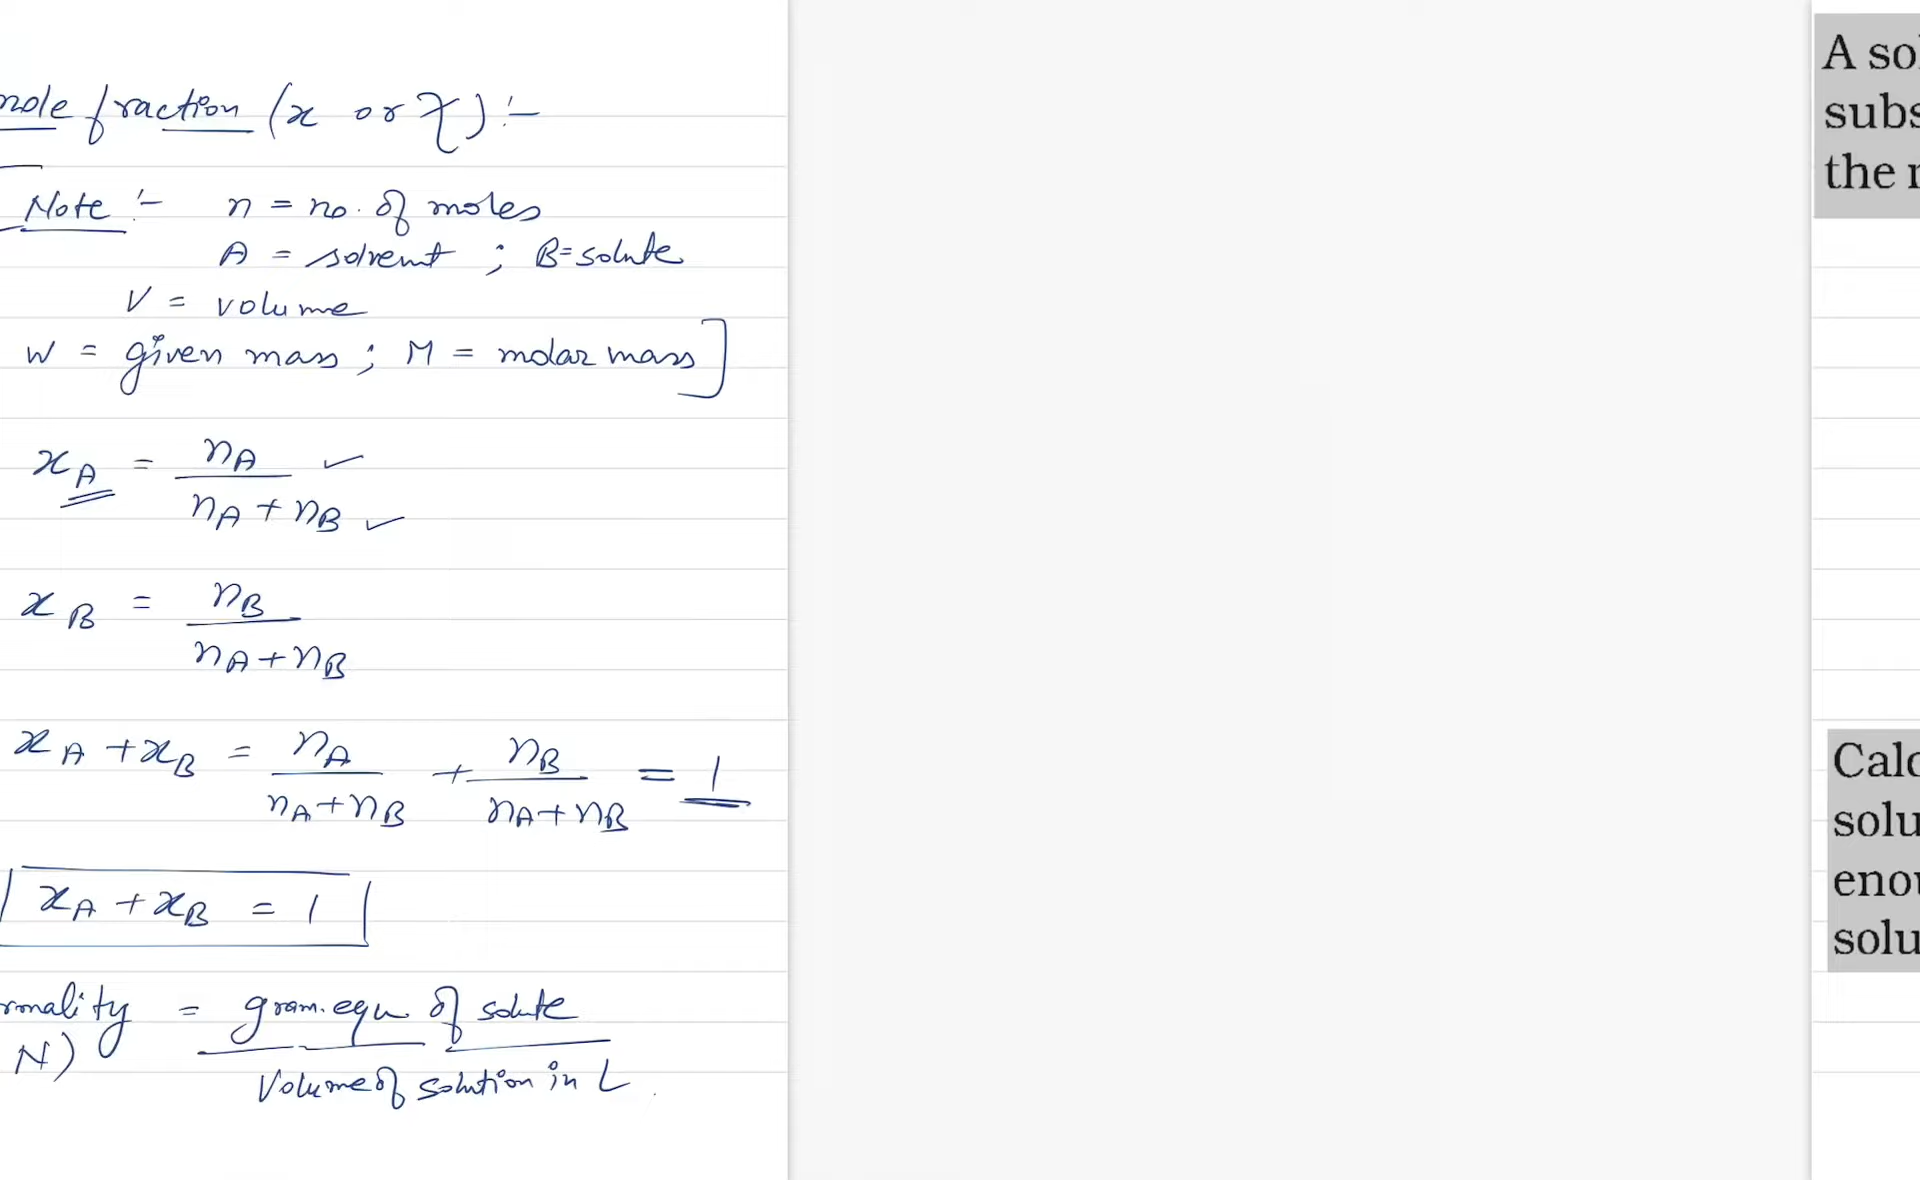 mole fraction (x or χ) :-
Note :- n = no. of moles
A = solvent ; B = solute
V = volume
W = given mass ; M = molar mass ]
x_A = n_A / (n_A + n_B)
x_B = n_B / (n_A + n_B)
x_A + x_B = n_A / (n_A + n_B) + n_B / (n_A + n_B) = 1
x_A + x_B = 1
rmality = gram. equ of solute
N)
Volume of solution in L
A so
subs
the
Calc
solu
enou
solu